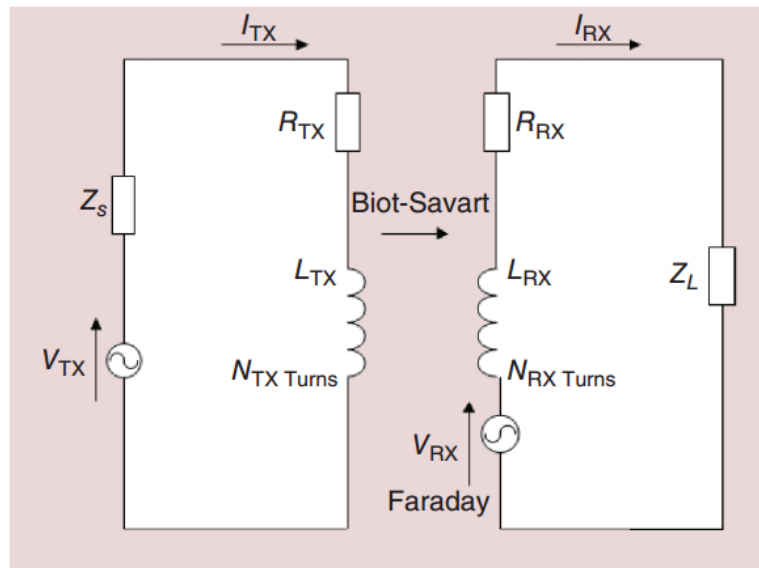 I_TX
I_RX
R_TX
R_RX
Z_s
Biot-Savart
L_TX
L_RX
Z_L
V_TX
N_TX Turns
N_RX Turns
V_RX
Faraday